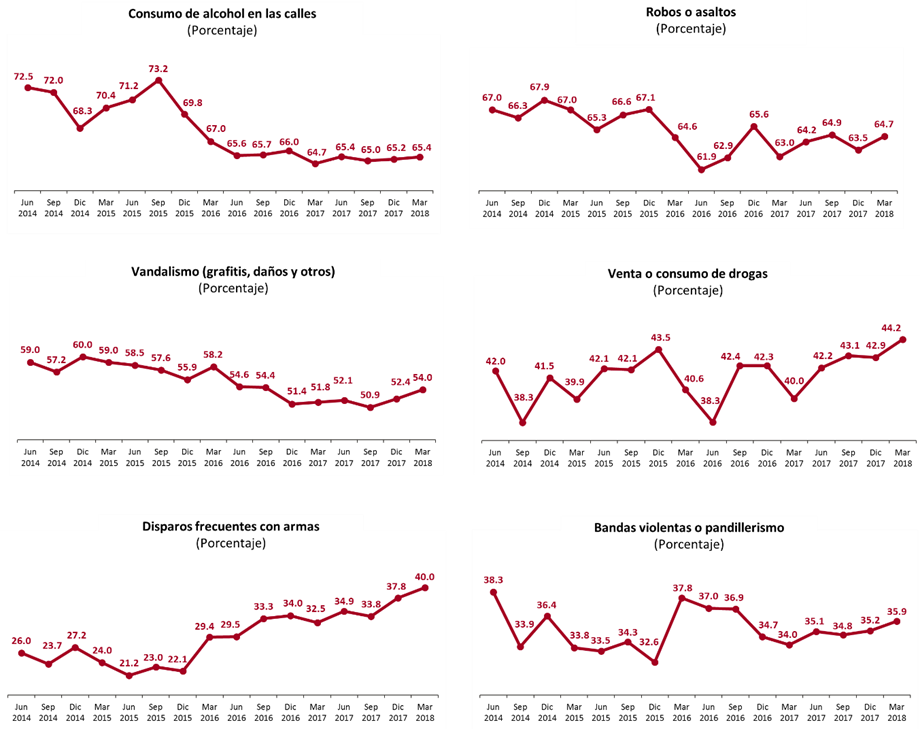 Consumo de alcohol en las calles
(Porcentaje)
72.5 72.0 68.3 70.4 71.2 73.2 69.8 67.0 65.6 65.7 66.0 64.7 65.4 65.0 65.2 65.4
Jun Sep Dic Mar Jun Sep Dic Mar Jun Sep Dic Mar Jun Sep Dic Mar
2014 2014 2014 2015 2015 2015 2015 2016 2016 2016 2016 2017 2017 2017 2017 2018
Robos o asaltos
(Porcentaje)
67.0 66.3 67.9 67.0 65.3 66.6 67.1 64.6 61.9 62.9 65.6 63.0 64.2 64.9 63.5 64.7
Jun Sep Dic Mar Jun Sep Dic Mar Jun Sep Dic Mar Jun Sep Dic Mar
2014 2014 2014 2015 2015 2015 2015 2016 2016 2016 2016 2017 2017 2017 2017 2018
Vandalismo (grafitis, daños y otros)
(Porcentaje)
59.0 57.2 60.0 59.0 58.5 57.6 55.9 58.2 54.6 54.4 51.4 51.8 52.1 50.9 52.4 54.0
Jun Sep Dic Mar Jun Sep Dic Mar Jun Sep Dic Mar Jun Sep Dic Mar
2014 2014 2014 2015 2015 2015 2015 2016 2016 2016 2016 2017 2017 2017 2017 2018
Venta o consumo de drogas
(Porcentaje)
42.0 38.3 41.5 39.9 42.1 42.1 43.5 40.6 38.3 42.4 42.3 40.0 42.2 43.1 42.9 44.2
Jun Sep Dic Mar Jun Sep Dic Mar Jun Sep Dic Mar Jun Sep Dic Mar
2014 2014 2014 2015 2015 2015 2015 2016 2016 2016 2016 2017 2017 2017 2017 2018
Disparos frecuentes con armas
(Porcentaje)
26.0 23.7 27.2 24.0 21.2 23.0 22.1 29.4 29.5 33.3 34.0 32.5 34.9 33.8 37.8 40.0
Jun Sep Dic Mar Jun Sep Dic Mar Jun Sep Dic Mar Jun Sep Dic Mar
2014 2014 2014 2015 2015 2015 2015 2016 2016 2016 2016 2017 2017 2017 2017 2018
Bandas violentas o pandillerismo
(Porcentaje)
38.3 33.9 36.4 33.8 33.5 34.3 32.6 37.8 37.0 36.9 34.7 34.0 35.1 34.8 35.2 35.9
Jun Sep Dic Mar Jun Sep Dic Mar Jun Sep Dic Mar Jun Sep Dic Mar
2014 2014 2014 2015 2015 2015 2015 2016 2016 2016 2016 2017 2017 2017 2017 2018